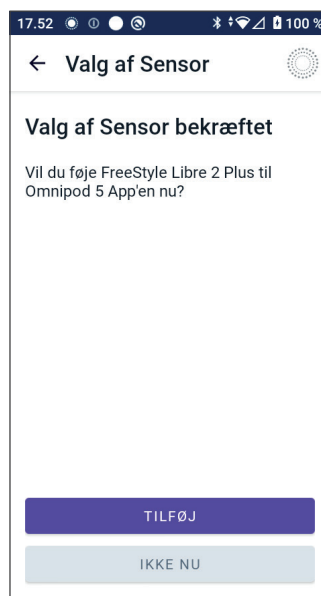 17.52 100 %
Valg af Sensor
Valg af Sensor bekræftet
Vil du føje FreeStyle Libre 2 Plus til
Omnipod 5 App'en nu?
TILFØJ
IKKE NU